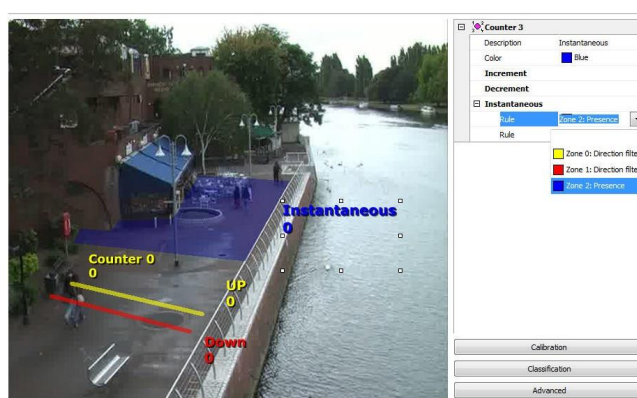 Counter 3
Description Instantaneous
Color Blue
Increment
Decrement
Instantaneous
Rule Zone 2: Presence
Rule
Zone 0: Direction filte
Zone 1: Direction filte
Zone 2: Presence
Instantaneous
0
Counter 0
0
UP
0
Down
0
Calibration
Classification
Advanced